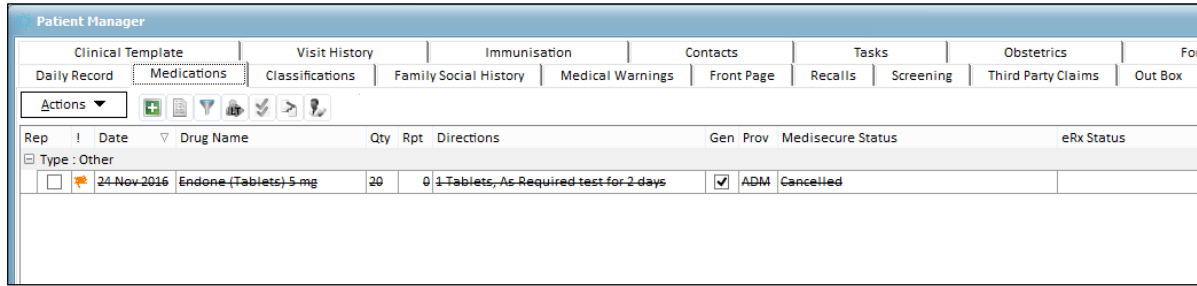 Patient Manager
Clinical Template Visit History Immunisation Contacts Tasks Obstetrics Fo
Daily Record Medications Classifications Family Social History Medical Warnings Front Page Recalls Screening Third Party Claims Out Box
Actions
Rep ! Date Drug Name Qty Rpt Directions Gen Prov Medisecure Status eRx Status
Type : Other
24 Nov 2016 Endone (Tablets) 5 mg 20 0 1 Tablets, As Required test for 2 days ADM Cancelled